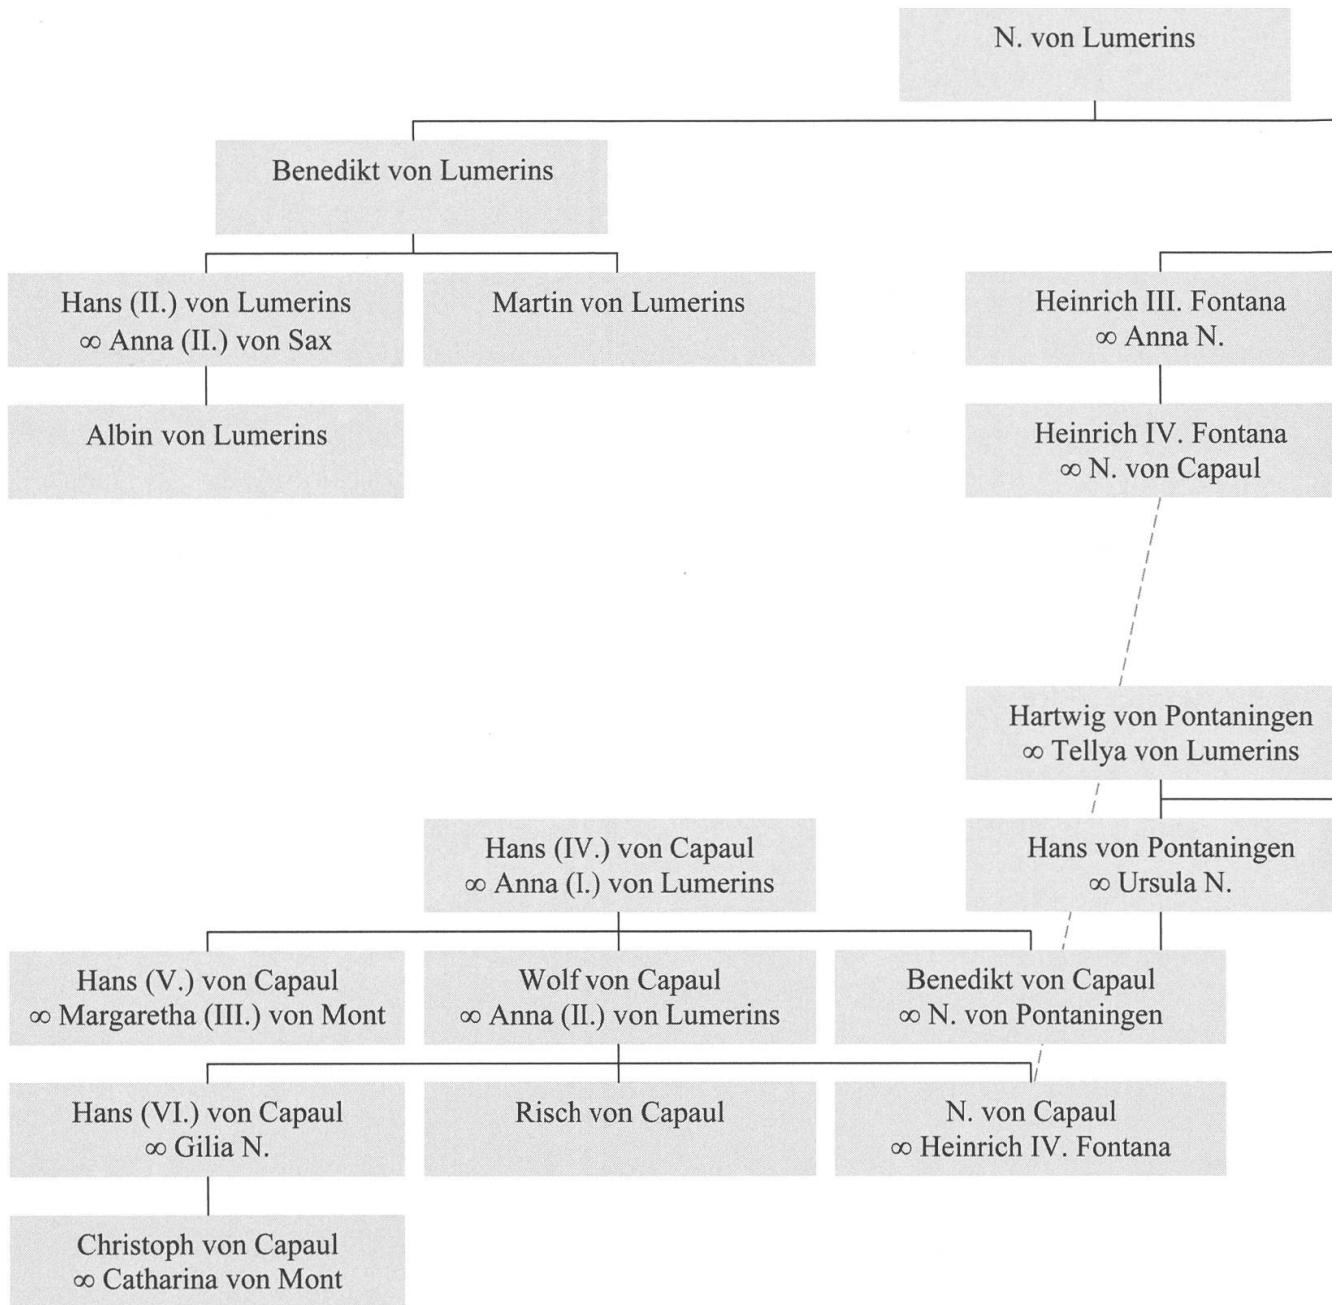 N. von Lumerins
Benedikt von Lumerins
Hans (II.) von Lumerins
∞ Anna (II.) von Sax
Martin von Lumerins
Heinrich III. Fontana
∞ Anna N.
Albin von Lumerins
Heinrich IV. Fontana
∞ N. von Capaul
Hartwig von Pontaningen
∞ Tellya von Lumerins
Hans (IV.) von Capaul
∞ Anna (I.) von Lumerins
Hans von Pontaningen
∞ Ursula N.
Hans (V.) von Capaul
∞ Margaretha (III.) von Mont
Wolf von Capaul
∞ Anna (II.) von Lumerins
Benedikt von Capaul
∞ N. von Pontaningen
Hans (VI.) von Capaul
∞ Gilia N.
Risch von Capaul
N. von Capaul
∞ Heinrich IV. Fontana
Christoph von Capaul
∞ Catharina von Mont